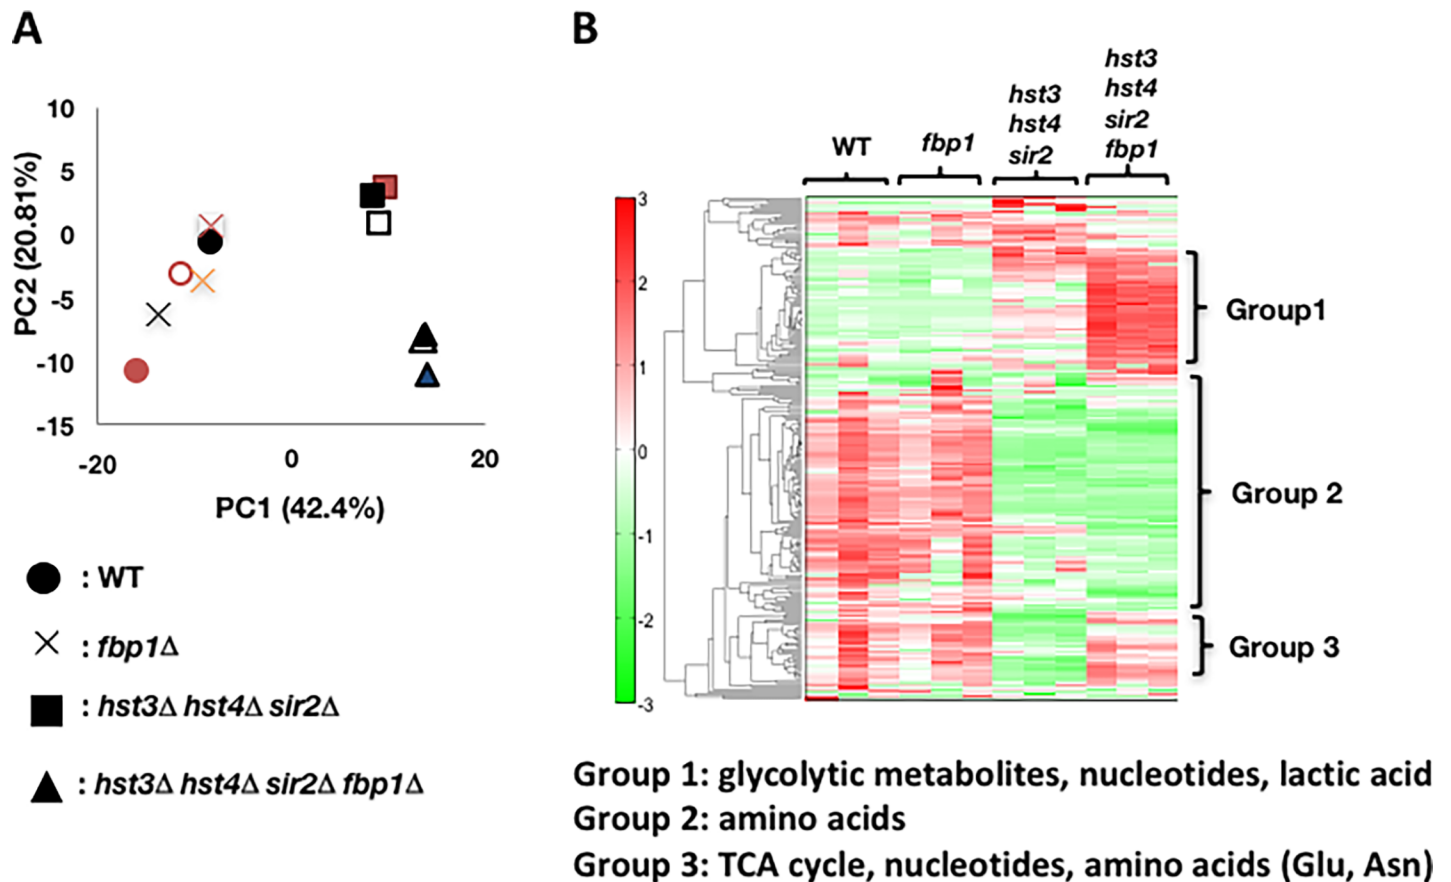 A
10
5
0
-5
-10
-15
PC2 (20.81%)
-20
0
20
PC1 (42.4%)
: WT
: fbp1Δ
: hst3Δ hst4Δ sir2Δ
: hst3Δ hst4Δ sir2Δ fbp1Δ
B
WT
fbp1
hst3
hst4
sir2
hst3
hst4
sir2
fbp1
3
2
1
0
-1
-2
-3
Group1
Group 2
Group 3
Group 1: glycolytic metabolites, nucleotides, lactic acid
Group 2: amino acids
Group 3: TCA cycle, nucleotides, amino acids (Glu, Asn)